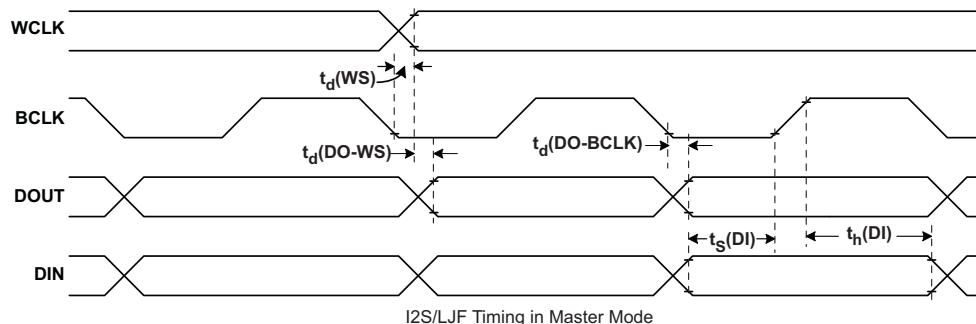 WCLK
td(WS)
BCLK
td(DO-WS)
td(DO-BCLK)
DOUT
tS(DI)
th(DI)
DIN
I2S/LJF Timing in Master Mode